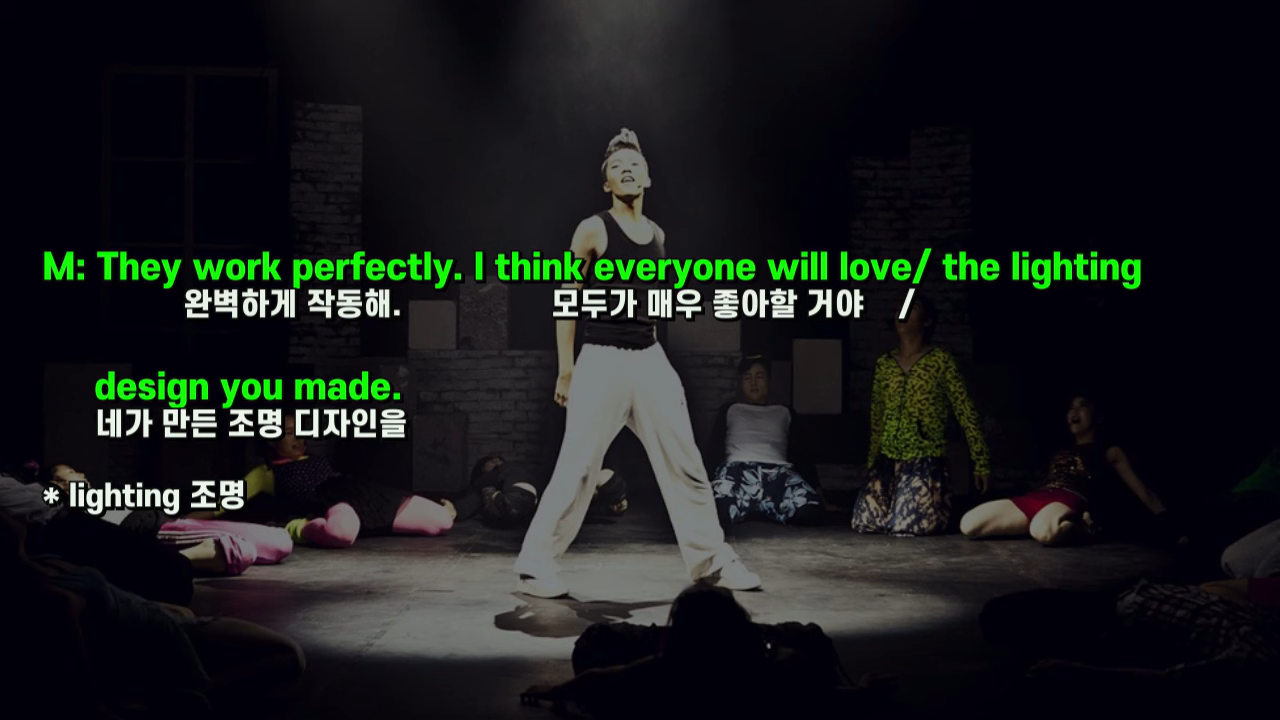 M: They work perfectly. I think everyone will love/ the lighting
완벽하게 작동해. 모두가 매우 좋아할 거야 /
design you made.
네가 만든 조명 디자인을
* lighting 조명